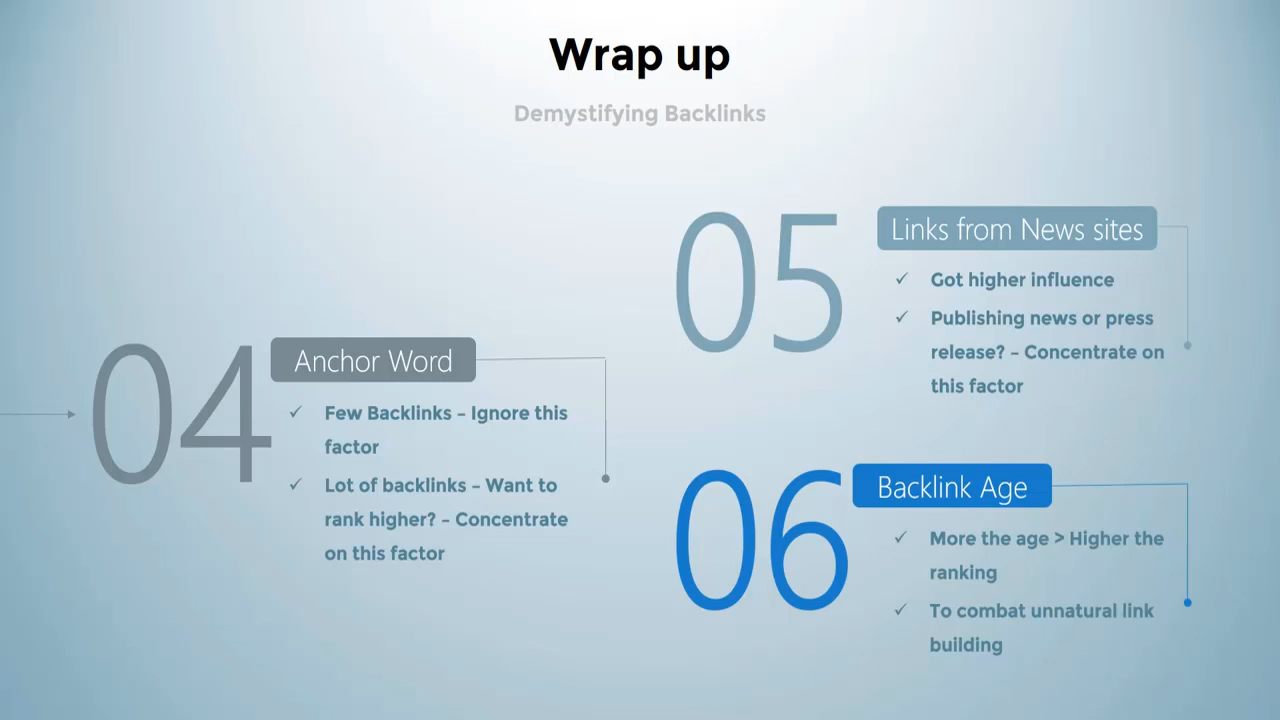 Wrap up
Demystifying Backlinks
04
Anchor Word
✓ Few Backlinks – Ignore this
factor
✓ Lot of backlinks – Want to
rank higher? – Concentrate
on this factor
05
Links from News sites
✓ Got higher influence
✓ Publishing news or press
release? – Concentrate on
this factor
06
Backlink Age
✓ More the age > Higher the
ranking
✓ To combat unnatural link
building